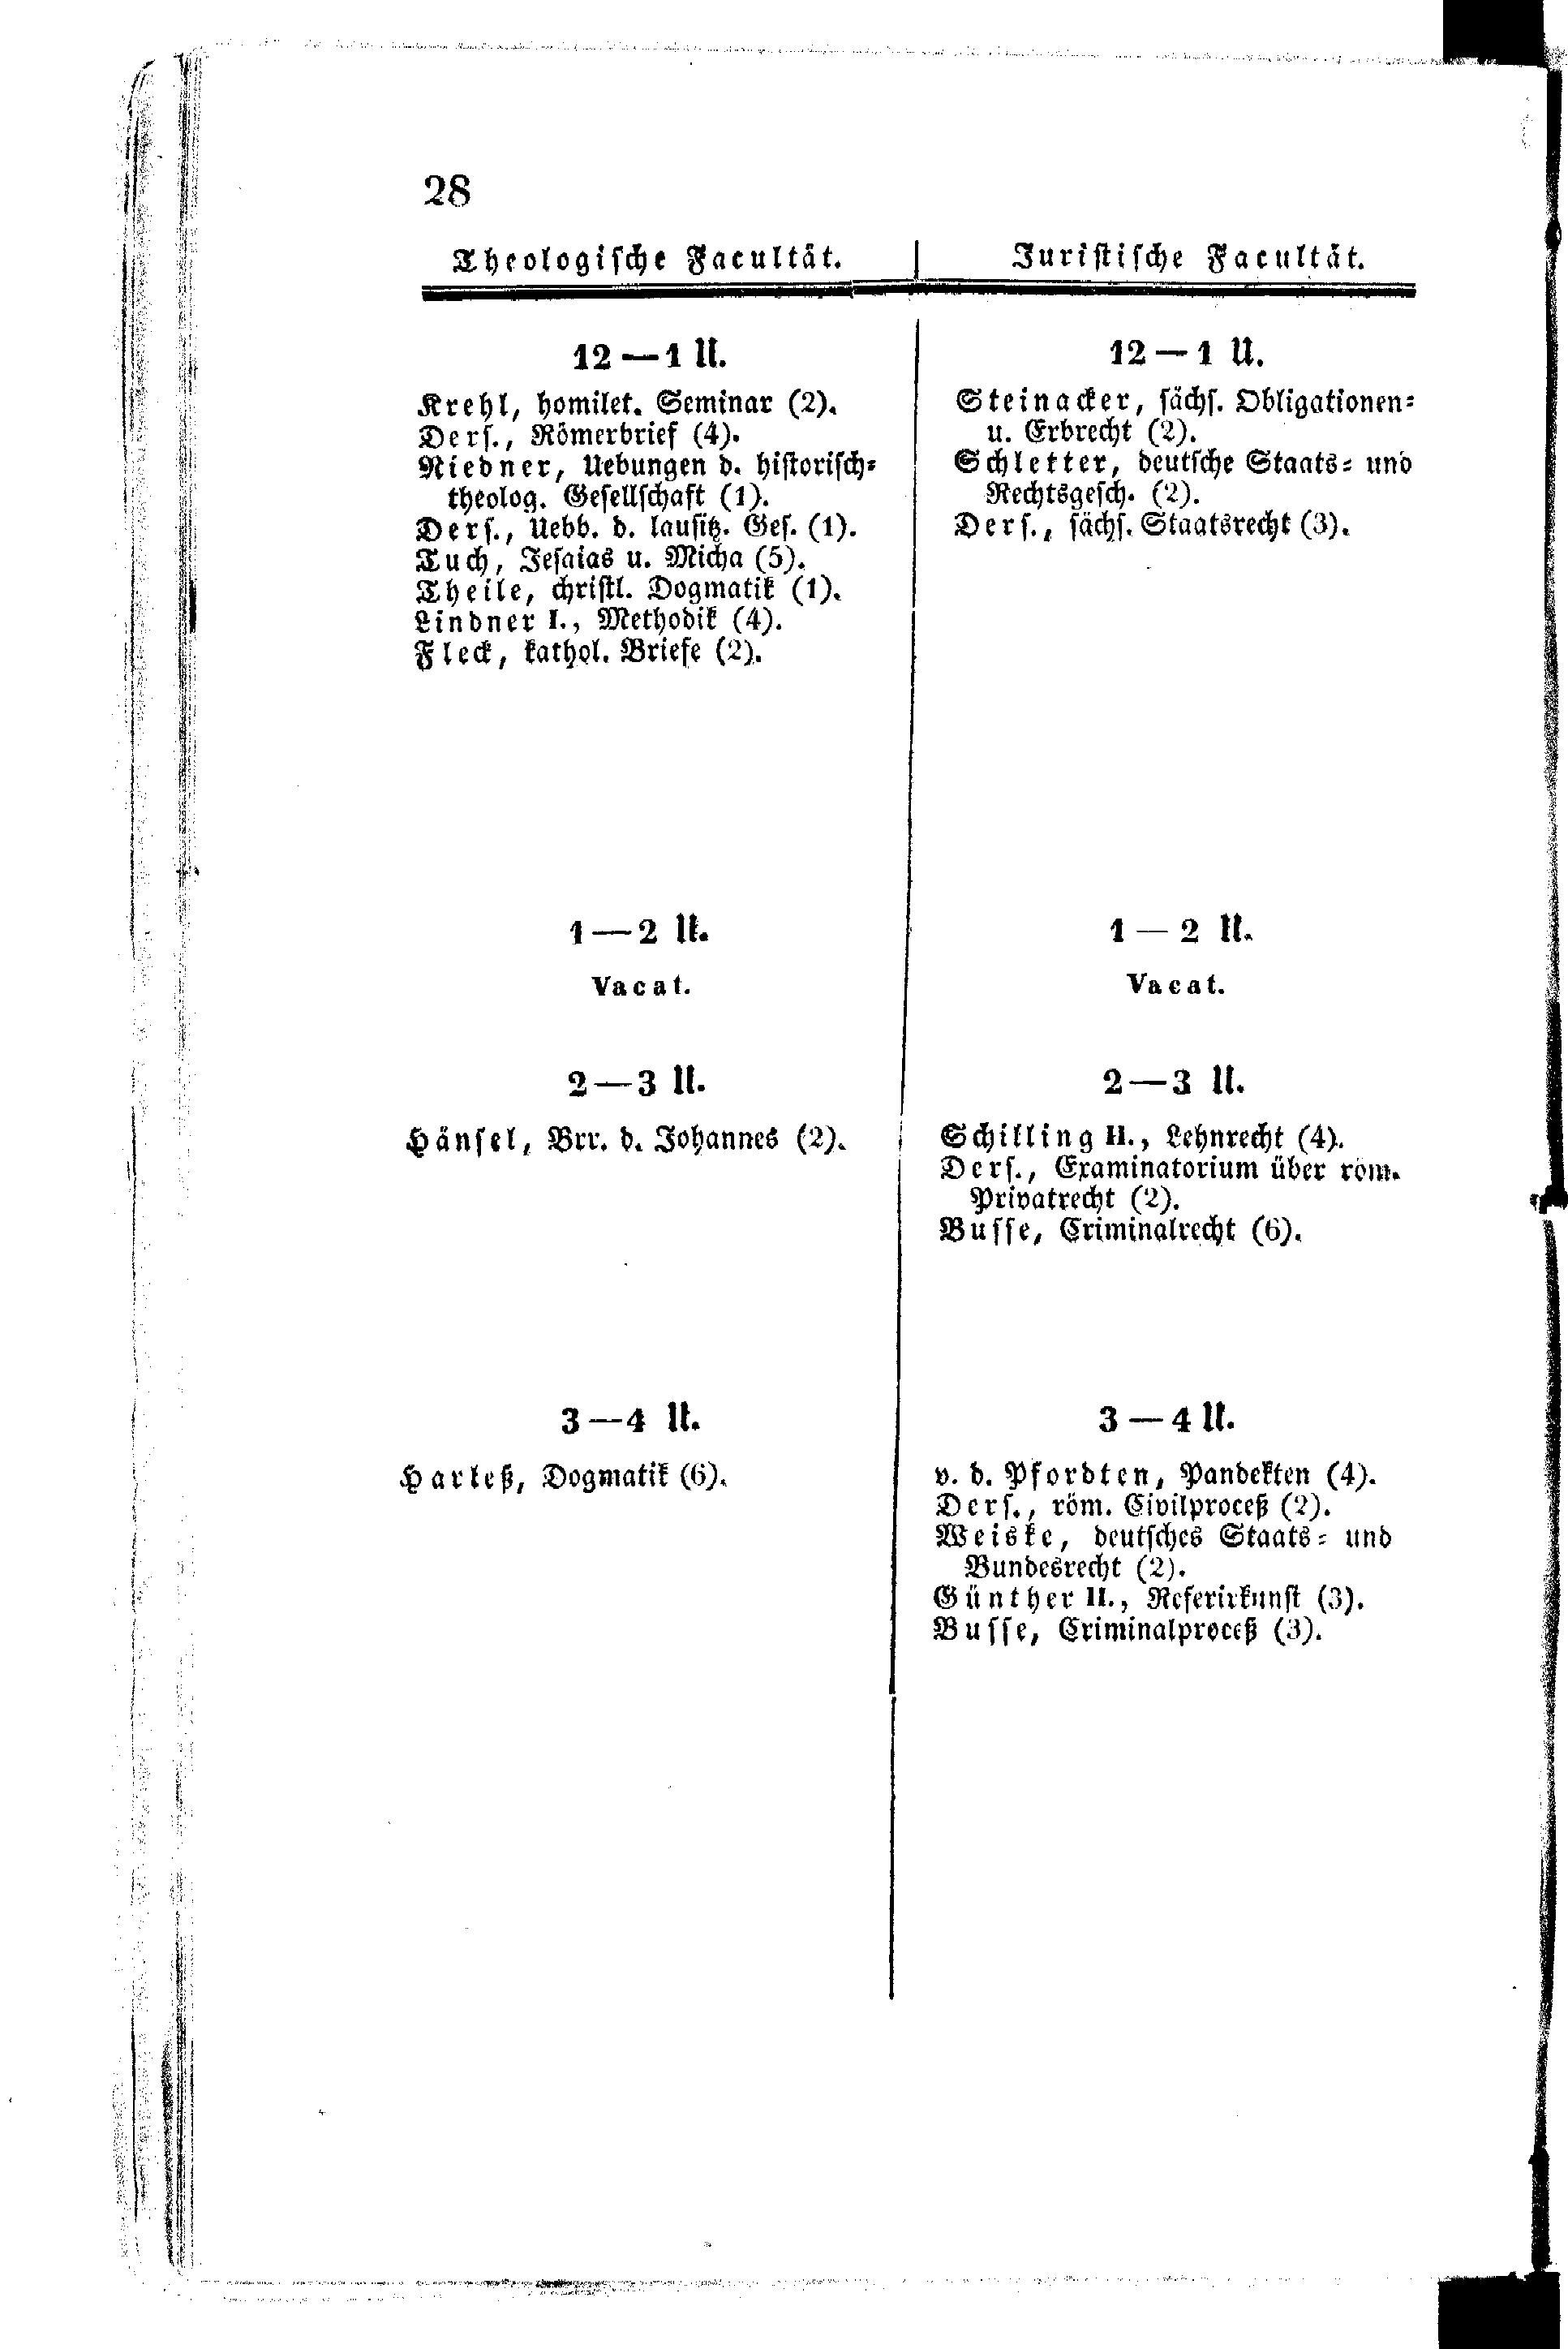 28
Theologische Facultät.
12—1 U.
Krehl, homilet. Seminar (2).
Ders., Römerbrief (4).
Niedner, Uebungen d. historisch-
theolog. Gesellschaft (1).
Ders., Uebb. d. lausitz. Ges. (1).
Tuch, Jesaias u. Micha (5).
Theile, christl. Dogmatik (1).
Lindner I., Methodik (4).
Fleck, kathol. Briefe (2).
1—2 U.
Vacat.
2—3 U.
Hänsel, Brr. d. Johannes (2).
3—4 U.
Harleß, Dogmatik (6).
Juristische Facultät.
12—1 U.
Steinacker, sächs. Obligationen-
u. Erbrecht (2).
Schletter, deutsche Staats- und
Rechtsgesch. (2).
Ders., sächs. Staatsrecht (3).
1—2 U.
Vacat.
2—3 U.
Schilling II., Lehnrecht (4).
Ders., Examinatorium über röm.
Privatrecht (2).
Busse, Criminalrecht (6).
3—4 U.
v. d. Pfordten, Pandekten (4).
Ders., röm. Civilproceß (2).
Weiske, deutsches Staats- und
Bundesrecht (2).
Günther II., Referirkunst (3).
Busse, Criminalproceß (3).